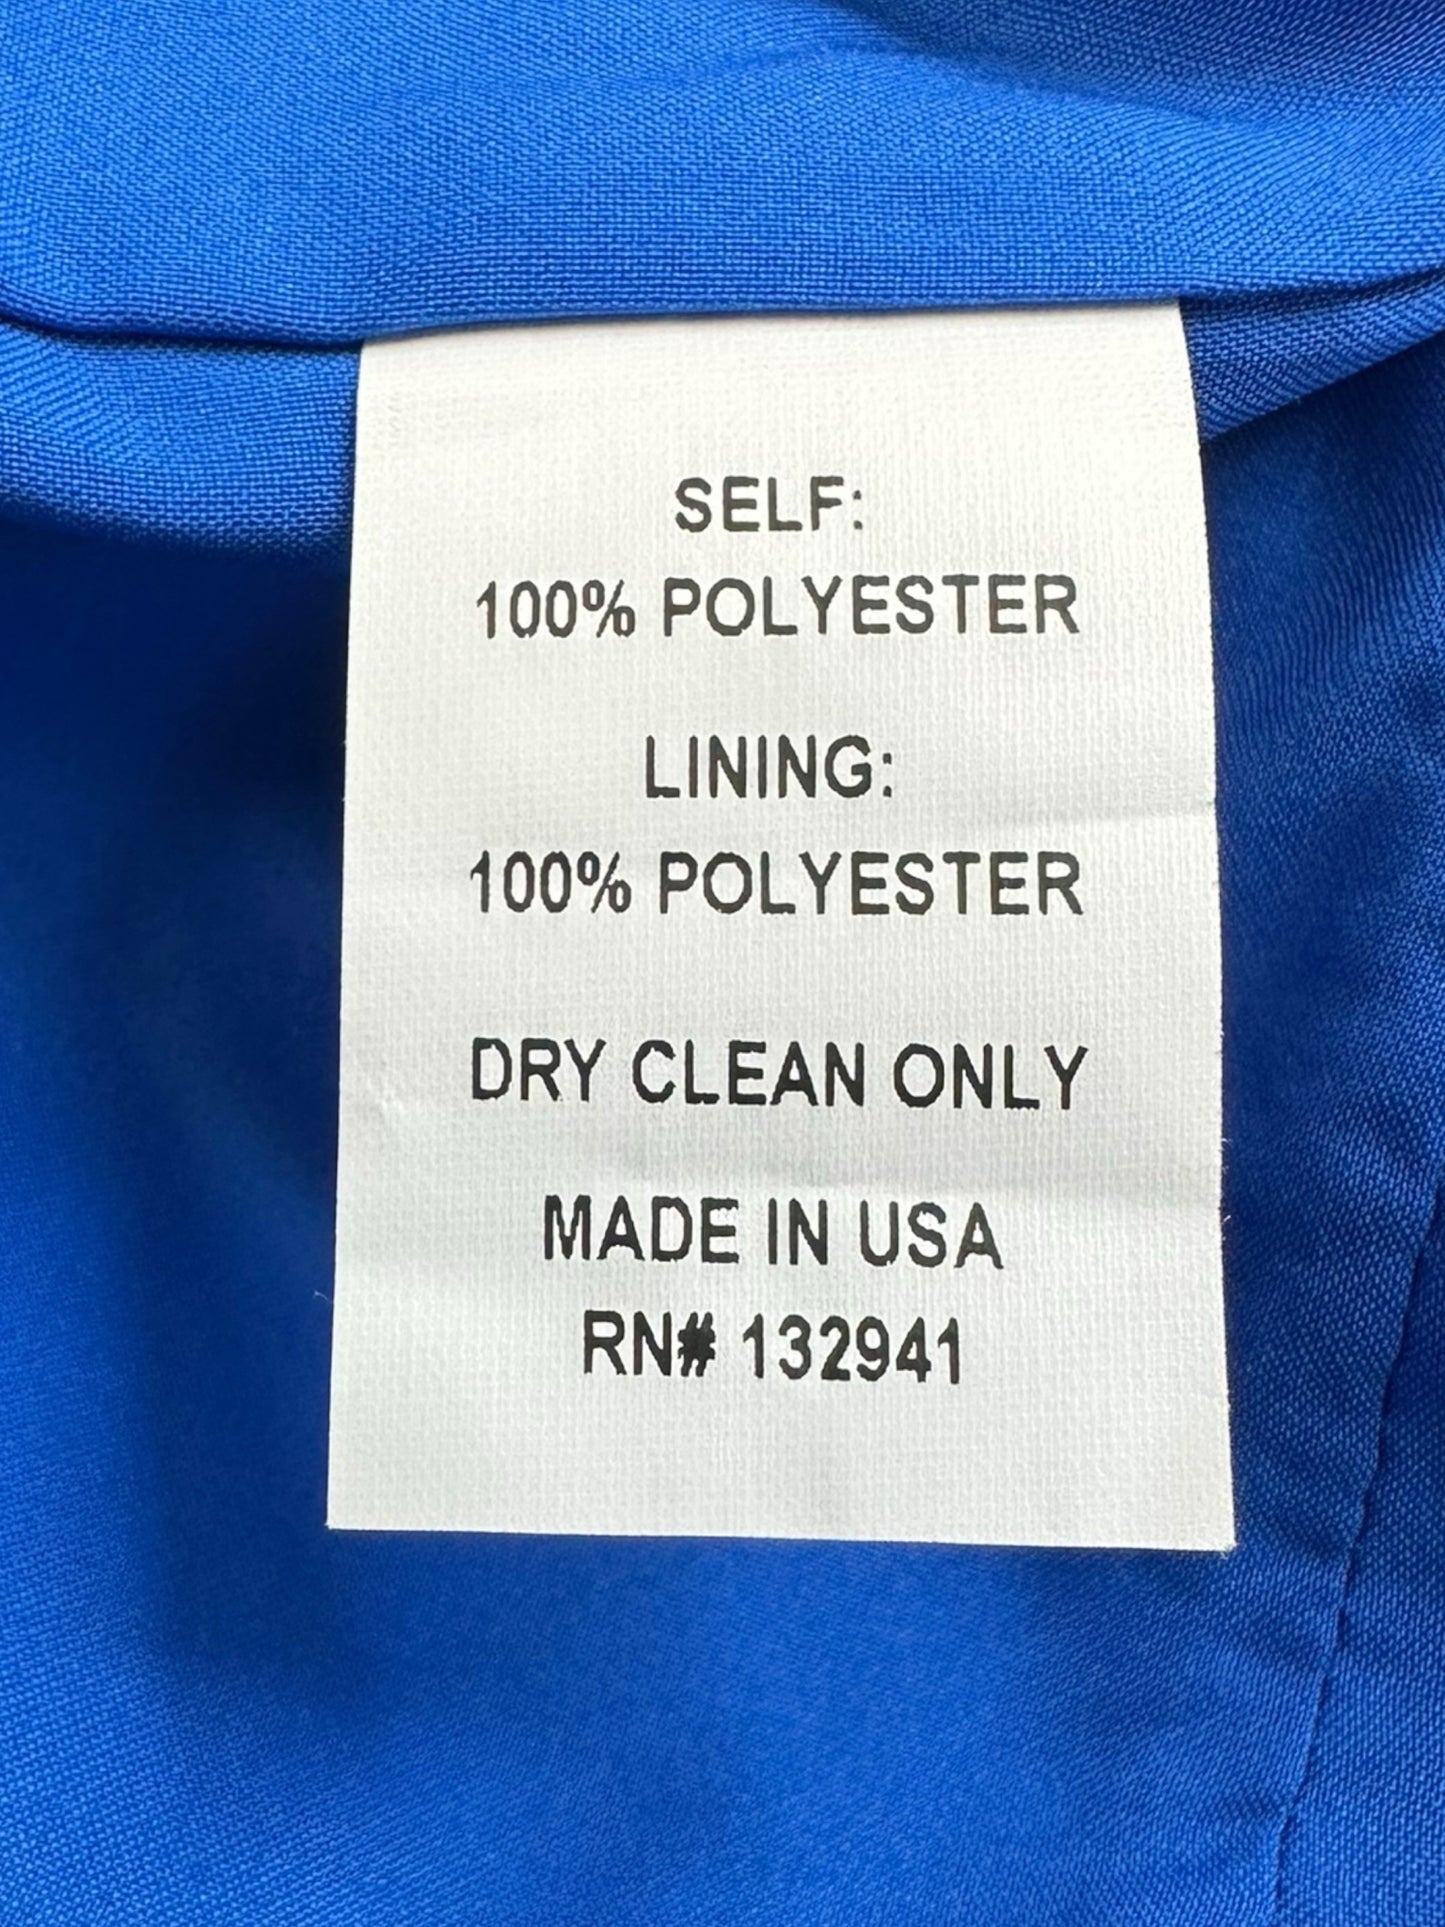 SELF:
100% POLYESTER
LINING:
100% POLYESTER
DRY CLEAN ONLY
MADE IN USA
RN# 132941